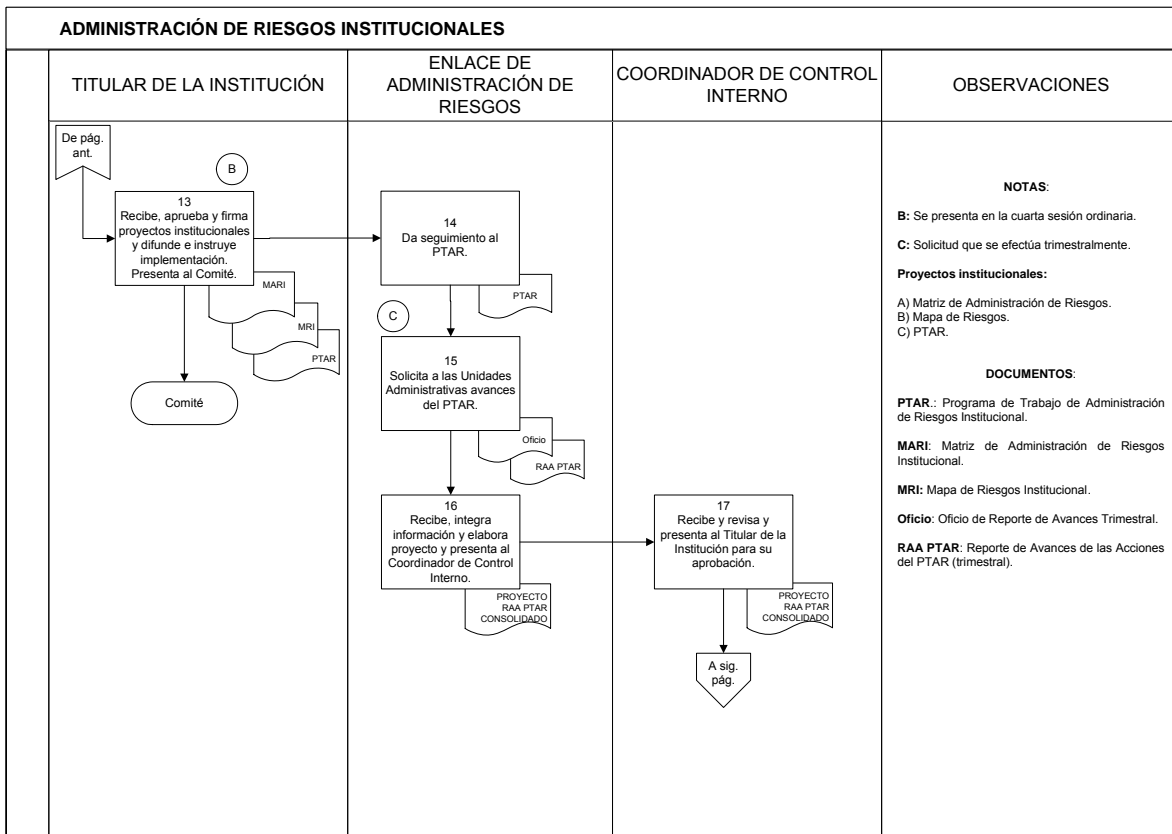 ADMINISTRACIÓN DE RIESGOS INSTITUCIONALES
TITULAR DE LA INSTITUCIÓN
ENLACE DE
ADMINISTRACIÓN DE
RIESGOS
COORDINADOR DE CONTROL
INTERNO
OBSERVACIONES
De pág.
ant.
B
13
Recibe, aprueba y firma
proyectos institucionales
y difunde e instruye
implementación.
Presenta al Comité.
MARI
MRI
PTAR
Comité
14
Da seguimiento al
PTAR.
PTAR
C
15
Solicita a las Unidades
Administrativas avances
del PTAR.
Oficio
RAA PTAR
16
Recibe, integra
información y elabora
proyecto y presenta al
Coordinador de Control
Interno.
PROYECTO
RAA PTAR
CONSOLIDADO
17
Recibe y revisa y
presenta al Titular de la
Institución para su
aprobación.
PROYECTO
RAA PTAR
CONSOLIDADO
A sig.
pág.
NOTAS:
B: Se presenta en la cuarta sesión ordinaria.
C: Solicitud que se efectúa trimestralmente.
Proyectos institucionales:
A) Matriz de Administración de Riesgos.
B) Mapa de Riesgos.
C) PTAR.
DOCUMENTOS:
PTAR.: Programa de Trabajo de Administración
de Riesgos Institucional.
MARI: Matriz de Administración de Riesgos
Institucional.
MRI: Mapa de Riesgos Institucional.
Oficio: Oficio de Reporte de Avances Trimestral.
RAA PTAR: Reporte de Avances de las Acciones
del PTAR (trimestral).